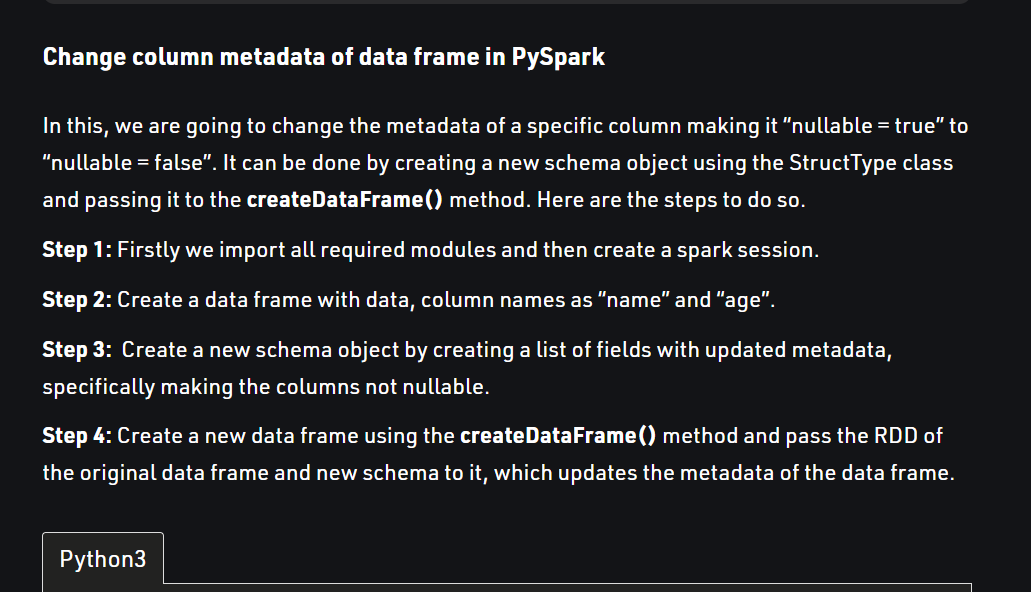 Change column metadata of data frame in PySpark
In this, we are going to change the metadata of a specific column making it “nullable = true” to
“nullable = false”. It can be done by creating a new schema object using the StructType class
and passing it to the createDataFrame() method. Here are the steps to do so.
Step 1: Firstly we import all required modules and then create a spark session.
Step 2: Create a data frame with data, column names as “name” and “age”.
Step 3:  Create a new schema object by creating a list of fields with updated metadata,
specifically making the columns not nullable.
Step 4: Create a new data frame using the createDataFrame() method and pass the RDD of
the original data frame and new schema to it, which updates the metadata of the data frame.
Python3